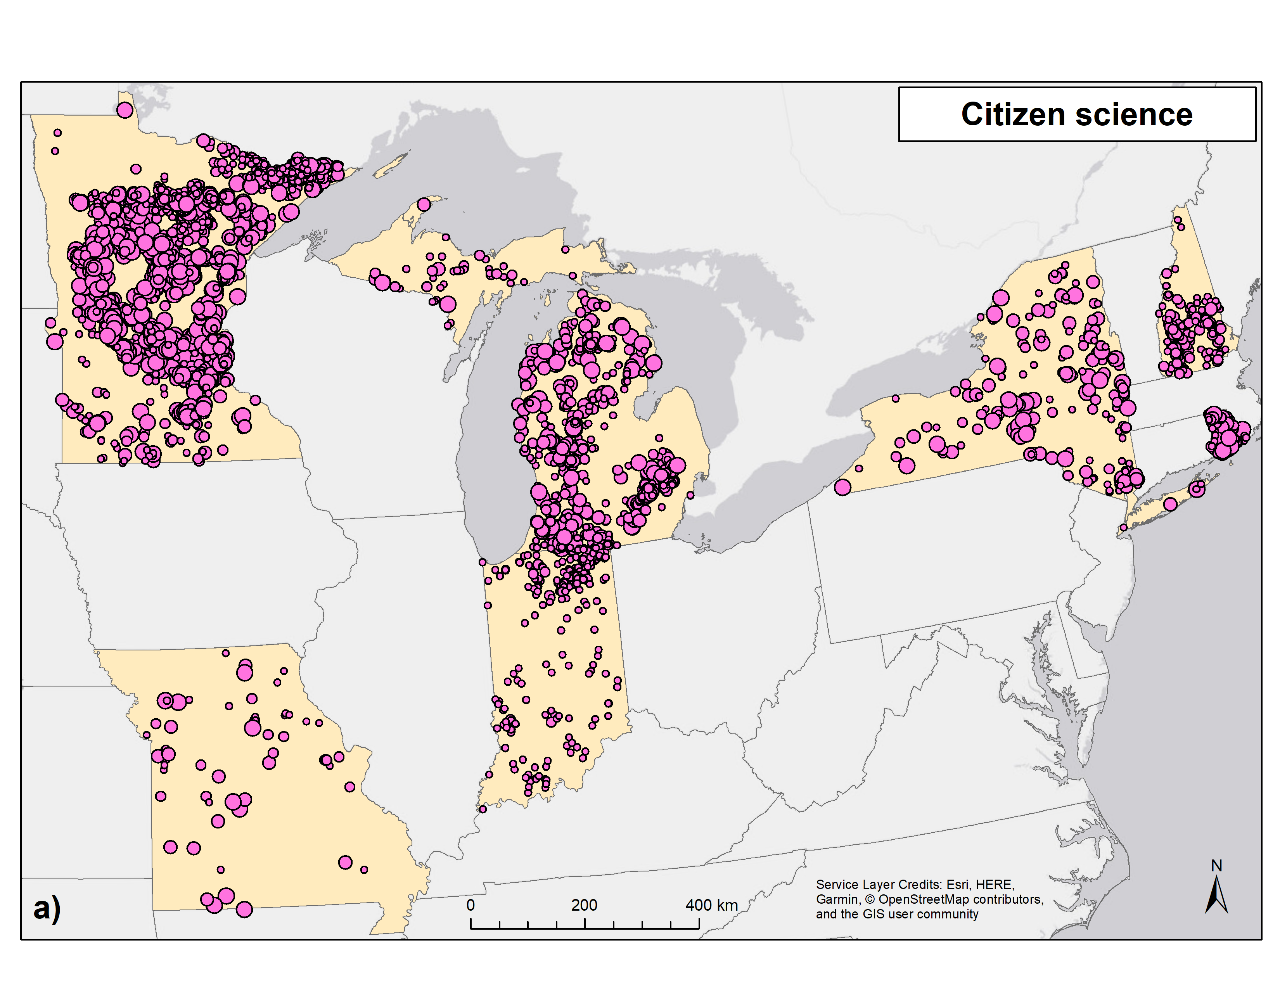 Citizen science
N
Service Layer Credits: Esri, HERE,
Garmin, © OpenStreetMap contributors,
and the GIS user community
a)
0 200 400 km